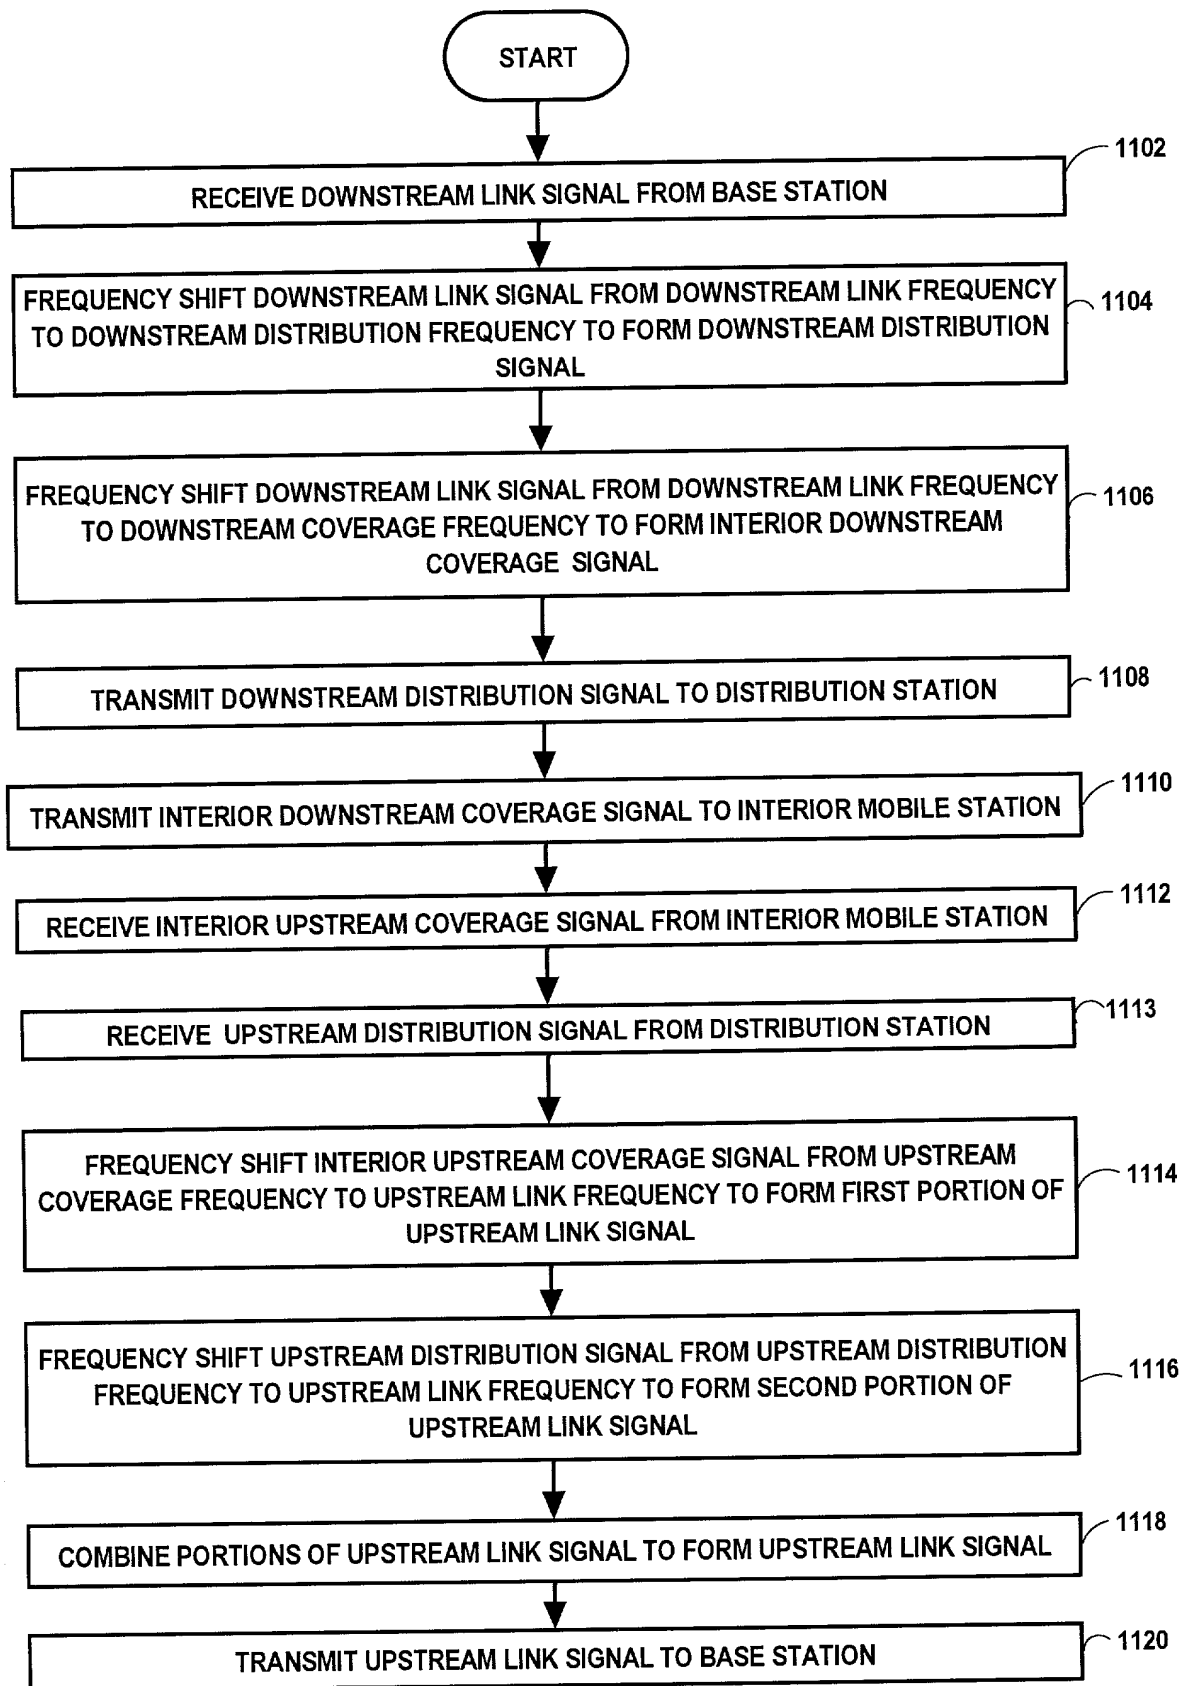 START
1102
RECEIVE DOWNSTREAM LINK SIGNAL FROM BASE STATION
FREQUENCY SHIFT DOWNSTREAM LINK SIGNAL FROM DOWNSTREAM LINK FREQUENCY
TO DOWNSTREAM DISTRIBUTION FREQUENCY TO FORM DOWNSTREAM DISTRIBUTION
SIGNAL
1104
FREQUENCY SHIFT DOWNSTREAM LINK SIGNAL FROM DOWNSTREAM LINK FREQUENCY
TO DOWNSTREAM COVERAGE FREQUENCY TO FORM INTERIOR DOWNSTREAM
COVERAGE SIGNAL
1106
TRANSMIT DOWNSTREAM DISTRIBUTION SIGNAL TO DISTRIBUTION STATION
1108
TRANSMIT INTERIOR DOWNSTREAM COVERAGE SIGNAL TO INTERIOR MOBILE STATION
1110
RECEIVE INTERIOR UPSTREAM COVERAGE SIGNAL FROM INTERIOR MOBILE STATION
1112
RECEIVE UPSTREAM DISTRIBUTION SIGNAL FROM DISTRIBUTION STATION
1113
FREQUENCY SHIFT INTERIOR UPSTREAM COVERAGE SIGNAL FROM UPSTREAM
COVERAGE FREQUENCY TO UPSTREAM LINK FREQUENCY TO FORM FIRST PORTION OF
UPSTREAM LINK SIGNAL
1114
FREQUENCY SHIFT UPSTREAM DISTRIBUTION SIGNAL FROM UPSTREAM DISTRIBUTION
FREQUENCY TO UPSTREAM LINK FREQUENCY TO FORM SECOND PORTION OF
UPSTREAM LINK SIGNAL
1116
COMBINE PORTIONS OF UPSTREAM LINK SIGNAL TO FORM UPSTREAM LINK SIGNAL
1118
TRANSMIT UPSTREAM LINK SIGNAL TO BASE STATION
1120